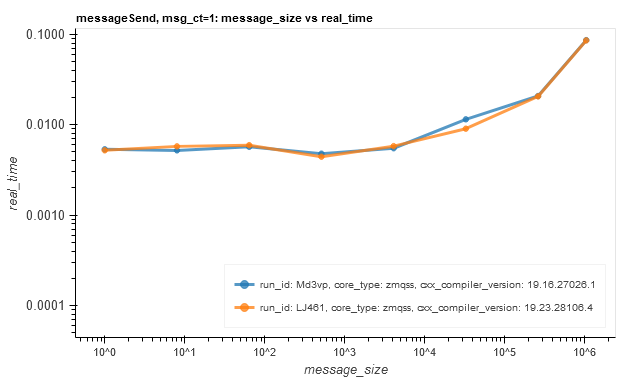 messageSend, msg_ct=1: message_size vs real_time
0.1000
0.0100
0.0010
0.0001
real_time
run_id: Md3vp, core_type: zmqss, cxx_compiler_version: 19.16.27026.1
run_id: LJ461, core_type: zmqss, cxx_compiler_version: 19.23.28106.4
10^0 10^1 10^2 10^3 10^4 10^5 10^6
message_size